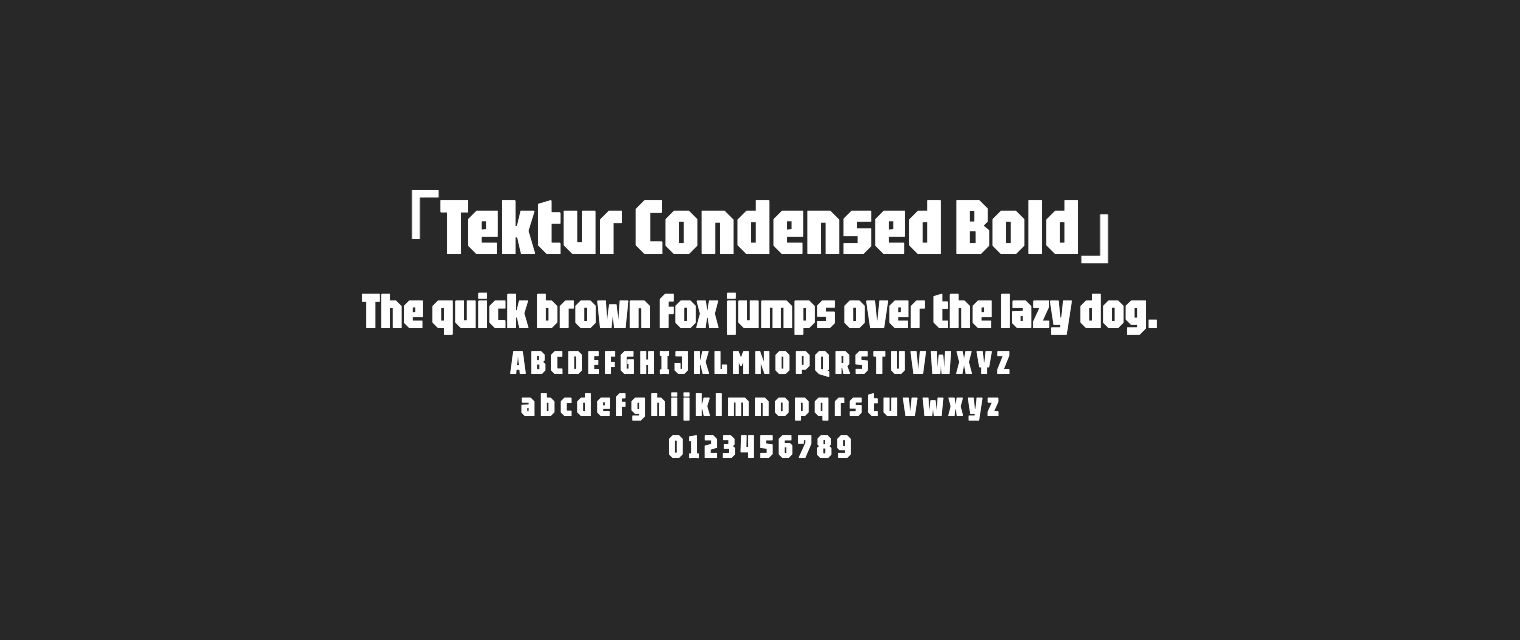 「Tektur Condensed Bold」
The quick brown fox jumps over the lazy dog.
ABCDEFGHIJKLMNOPQRSTUVWXYZ
abcdefghijklmnopqrstuvwxyz
0123456789